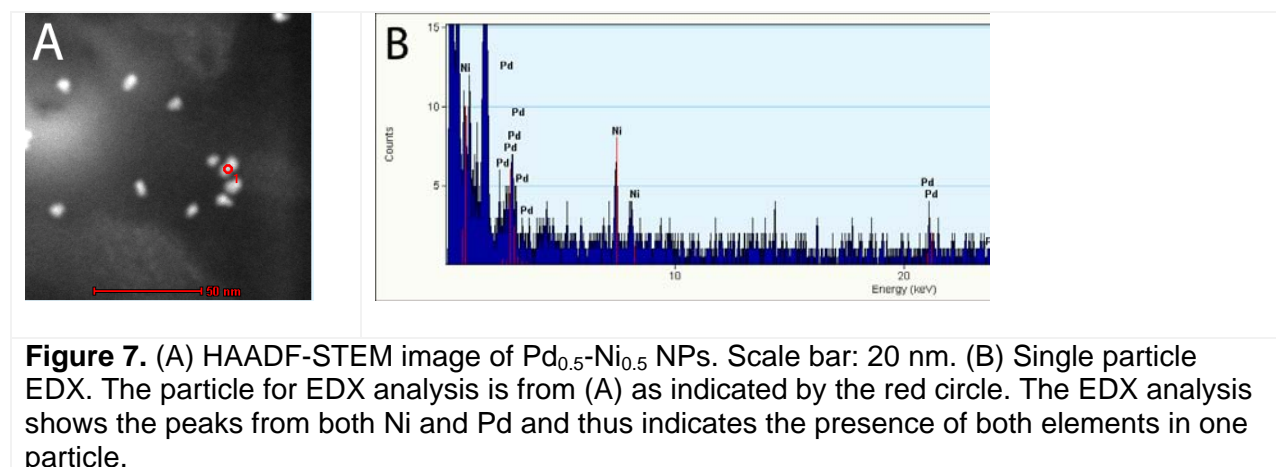 A
50 nm
1
B
15
10
5
Counts
Ni
Pd
Pd
Pd
Pd
Pd
Pd
Pd
Ni
Ni
Pd
Pd
10
20
Energy (keV)
Figure 7. (A) HAADF-STEM image of Pd0.5-Ni0.5 NPs. Scale bar: 20 nm. (B) Single particle
EDX. The particle for EDX analysis is from (A) as indicated by the red circle. The EDX analysis
shows the peaks from both Ni and Pd and thus indicates the presence of both elements in one
particle.